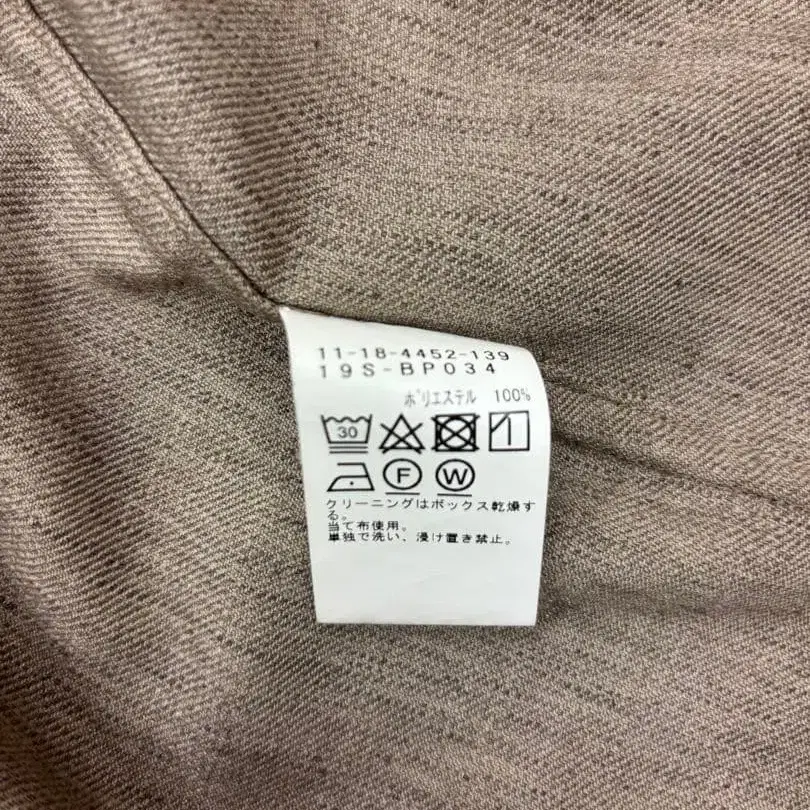 11-18-4452-139
19S-BP034
ポリエステル 100%
30
F W
クリーニングはボックス乾燥す
る。
当て布使用。
単独で洗い、浸け置き禁止。